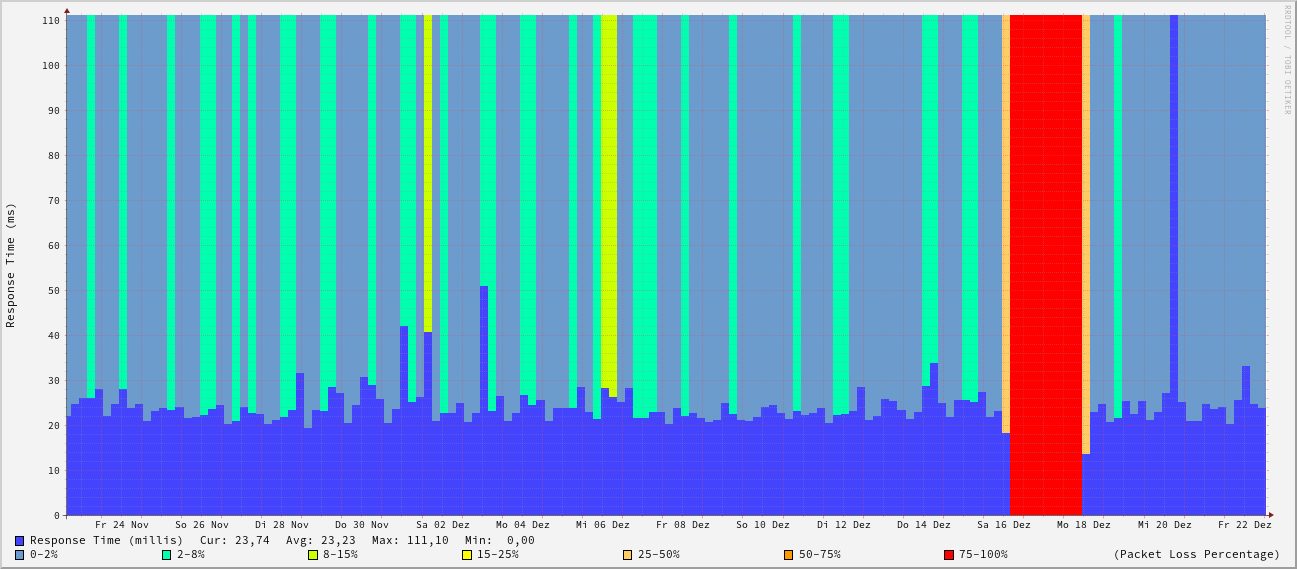 RRDTOOL / TOBI OETIKER
Response Time (ms)
110
100
90
80
70
60
50
40
30
20
10
0
Fr 24 Nov So 26 Nov Di 28 Nov Do 30 Nov Sa 02 Dez Mo 04 Dez Mi 06 Dez Fr 08 Dez So 10 Dez Di 12 Dez Do 14 Dez Sa 16 Dez Mo 18 Dez Mi 20 Dez Fr 22 Dez
Response Time (millis) Cur: 23,74 Avg: 23,23 Max: 111,10 Min: 0,00
0-2% 2-8% 8-15% 15-25% 25-50% 50-75% 75-100% (Packet Loss Percentage)